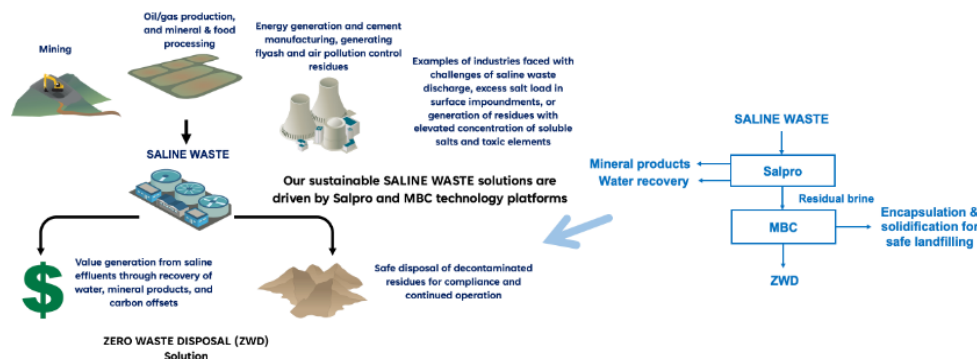 Mining
Oil/gas production,
and mineral & food
processing
Energy generation and cement
manufacturing, generating
flyash and air pollution control
residues
Examples of industries faced with
challenges of saline waste
discharge, excess salt load in
surface impoundments, or
generation of residues with
elevated concentration of soluble
salts and toxic elements
SALINE WASTE
Our sustainable SALINE WASTE solutions are
driven by Salpro and MBC technology platforms
$
Value generation from saline
effluents through recovery of
water, mineral products, and
carbon offsets
Safe disposal of decontaminated
residues for compliance and
continued operation
ZERO WASTE DISPOSAL (ZWD)
Solution
SALINE WASTE
Mineral products
Water recovery
Salpro
Residual brine
MBC
Encapsulation &
solidification for
safe landfilling
ZWD